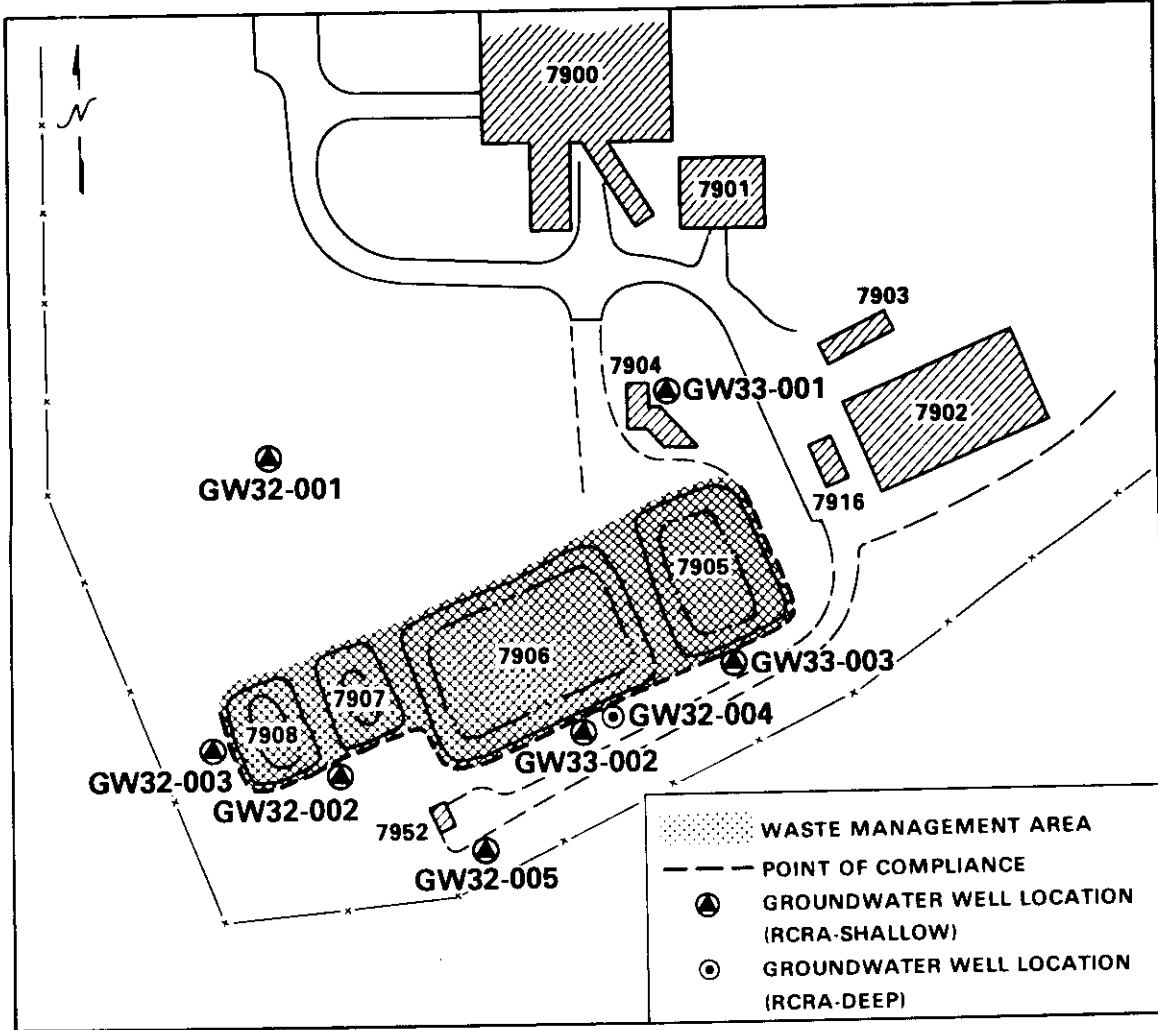 7900
N
7901
7903
7904
GW33-001
7902
GW32-001
7916
7905
7906
GW33-003
7907
GW32-004
7908
GW33-002
GW32-003
GW32-002
7952
GW32-005
WASTE MANAGEMENT AREA
POINT OF COMPLIANCE
GROUNDWATER WELL LOCATION
(RCRA-SHALLOW)
GROUNDWATER WELL LOCATION
(RCRA-DEEP)